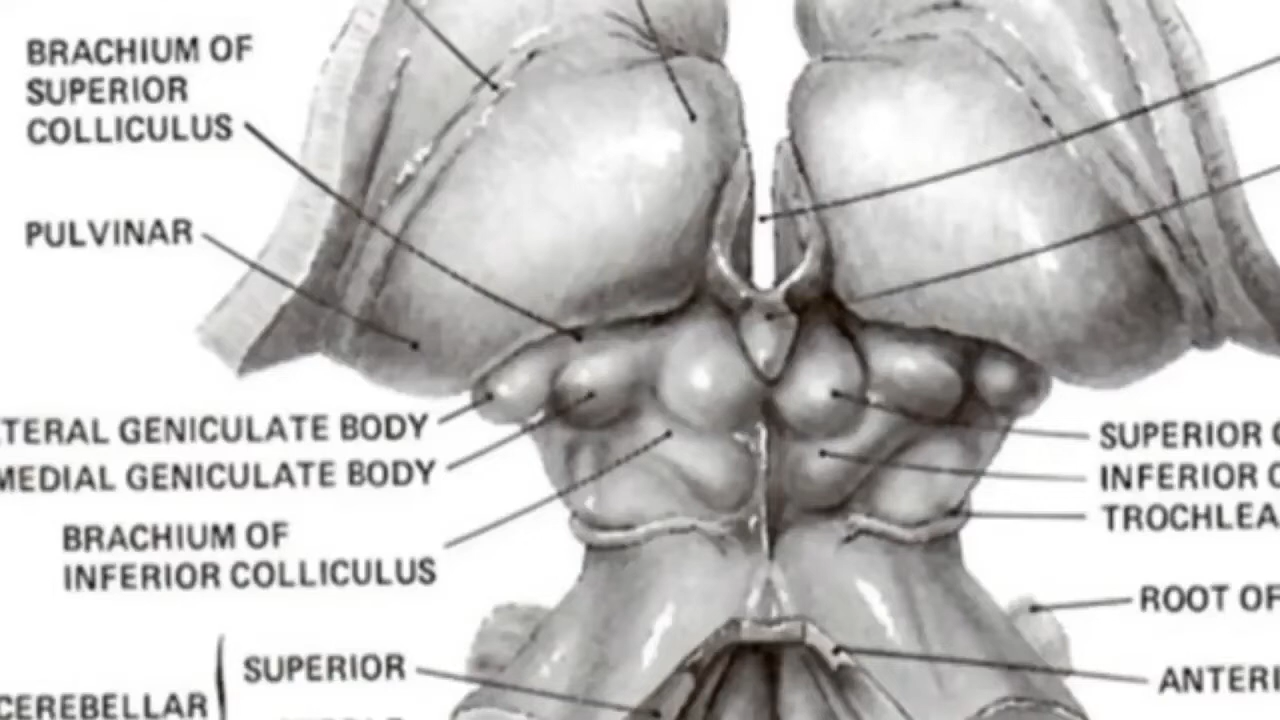 BRACHIUM OF
SUPERIOR
COLLICULUS
PULVINAR
TERAL GENICULATE BODY
MEDIAL GENICULATE BODY
BRACHIUM OF
INFERIOR COLLICULUS
SUPERIOR
CEREBELLAR
SUPERIOR C
INFERIOR C
TROCHLEA
ROOT OF
ANTERI